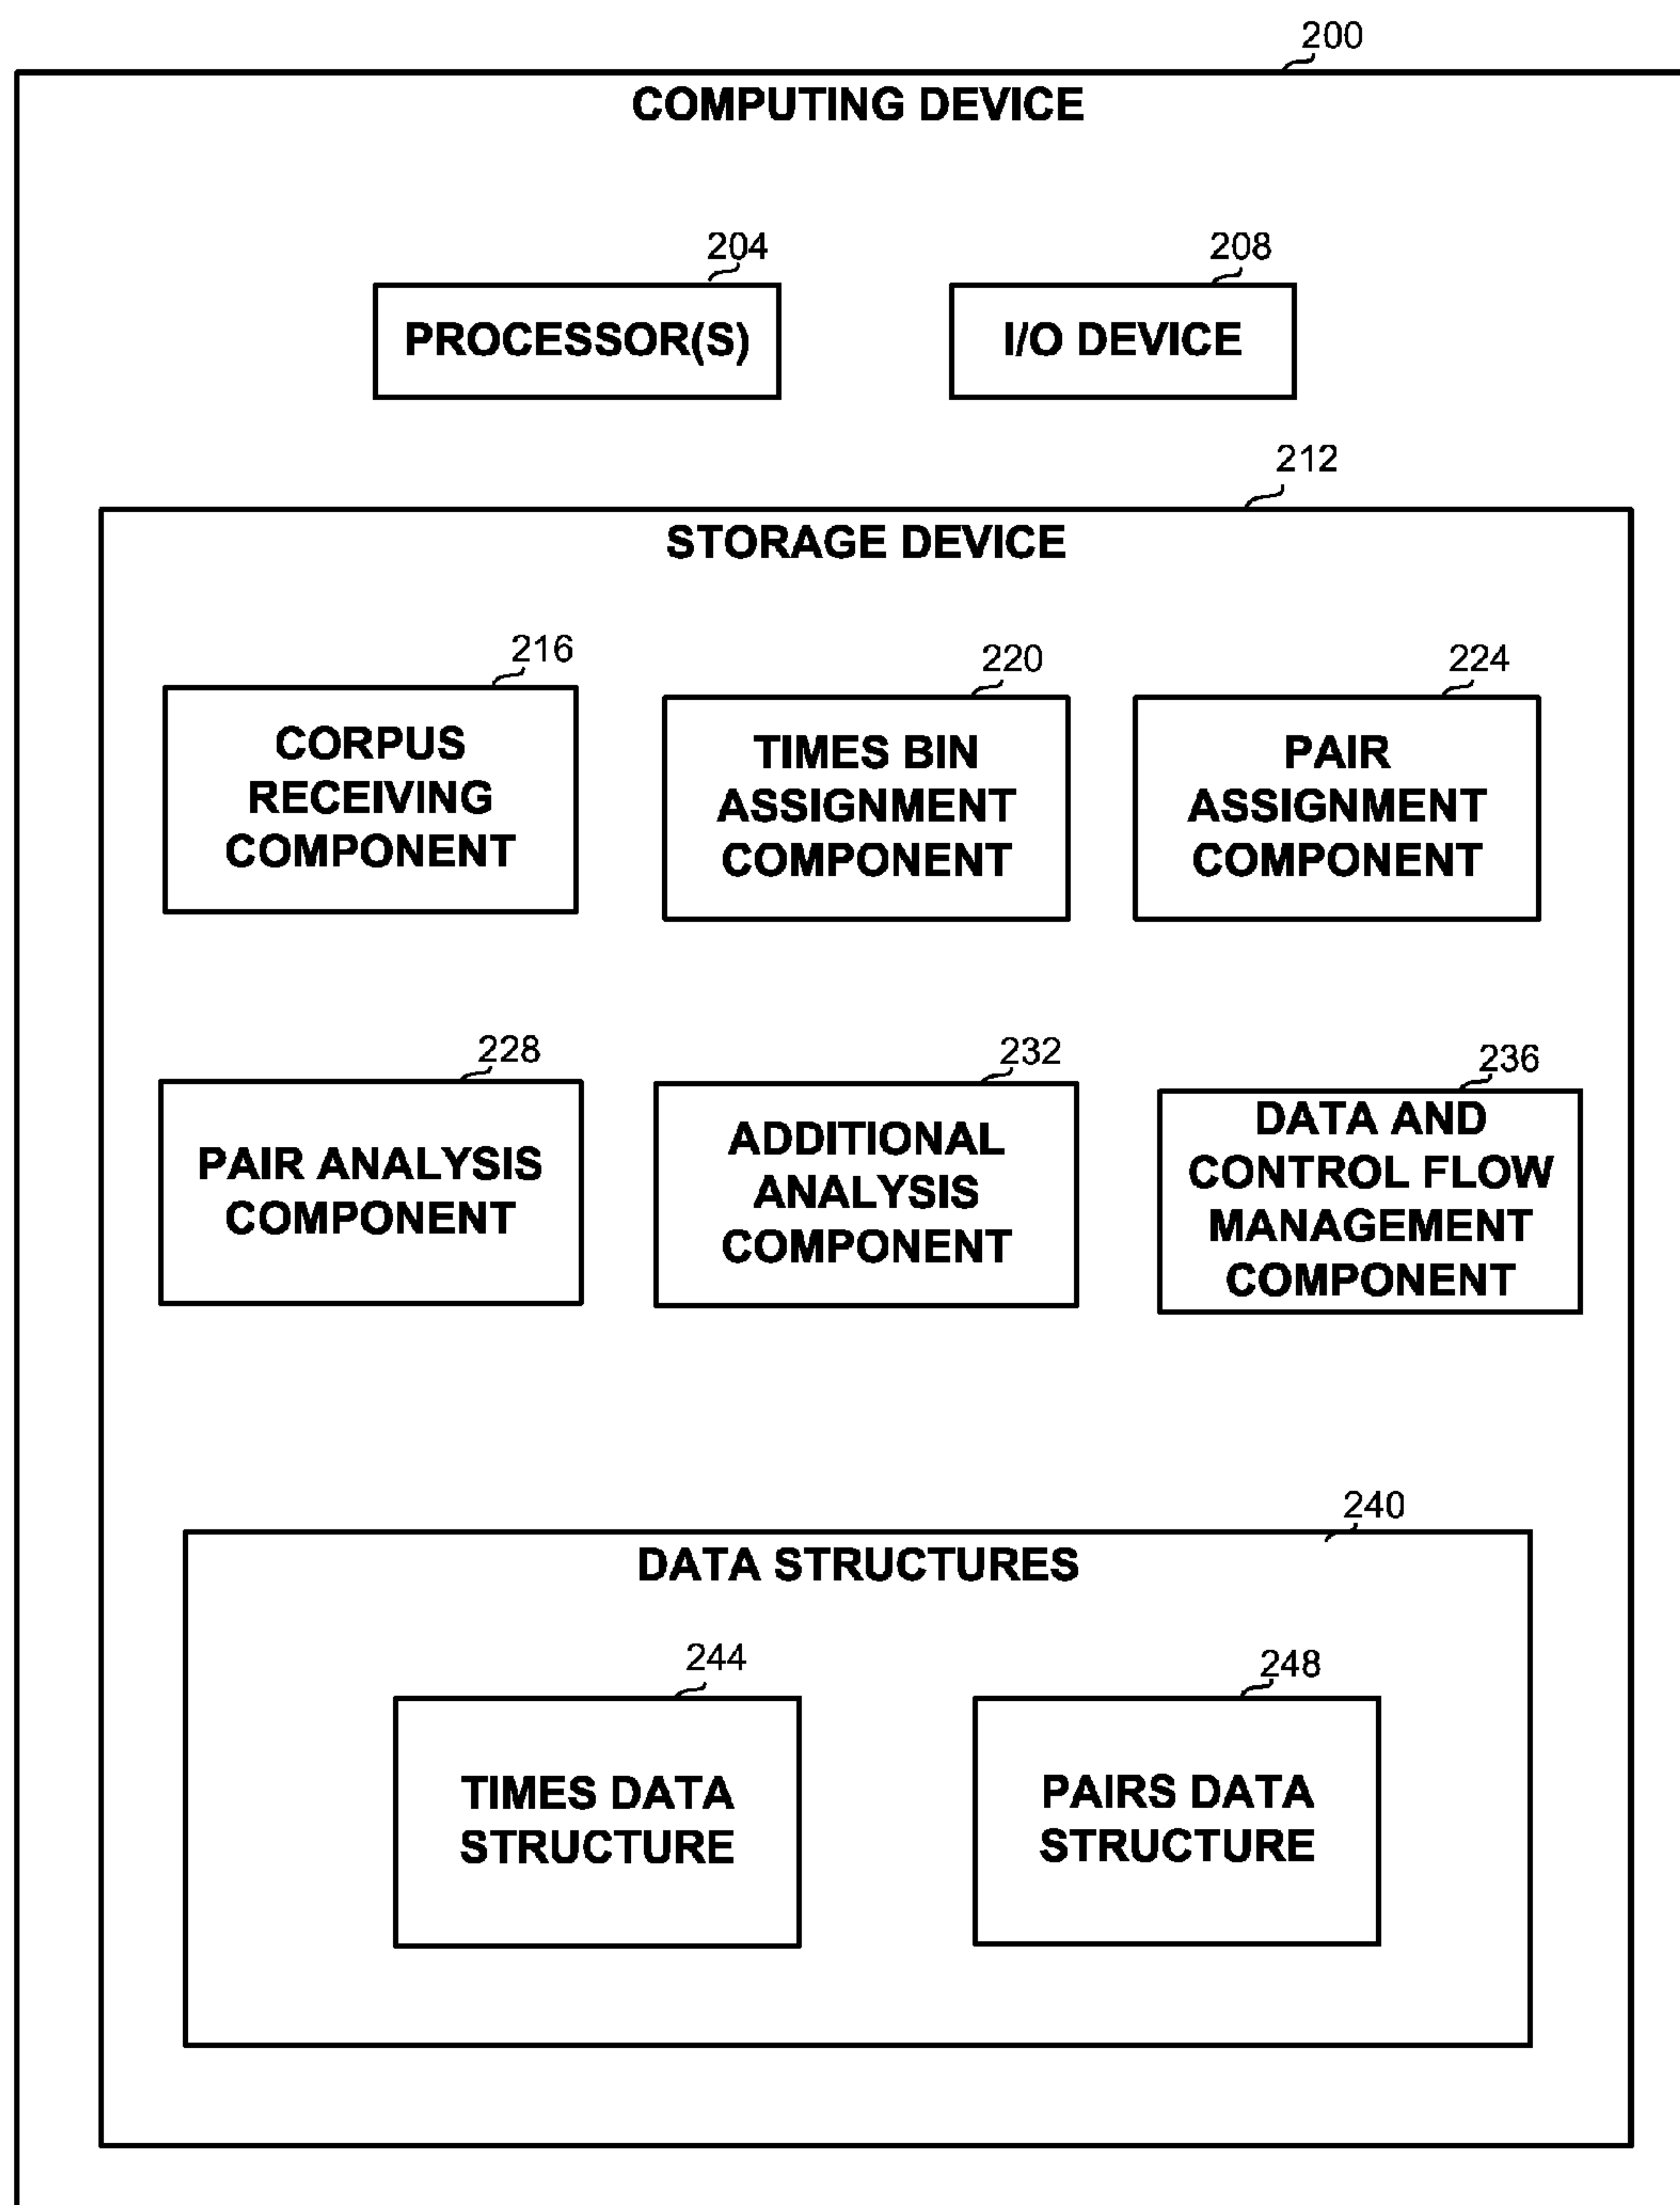 200
COMPUTING DEVICE
204
208
PROCESSOR(S)
I/O DEVICE
212
STORAGE DEVICE
216
220
224
CORPUS
RECEIVING
COMPONENT
TIMES BIN
ASSIGNMENT
COMPONENT
PAIR
ASSIGNMENT
COMPONENT
228
232
236
PAIR ANALYSIS
COMPONENT
ADDITIONAL
ANALYSIS
COMPONENT
DATA AND
CONTROL FLOW
MANAGEMENT
COMPONENT
240
DATA STRUCTURES
244
248
TIMES DATA
STRUCTURE
PAIRS DATA
STRUCTURE